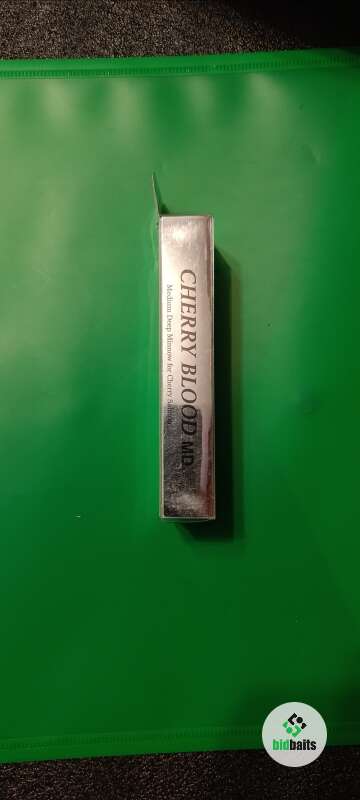 CHERRY BLOOD MD
Medium Deep Minnow for Cherry Salmon
bidbaits